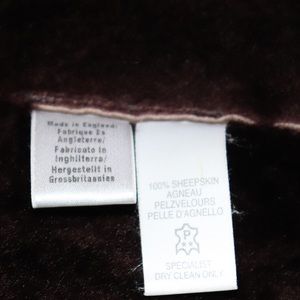 Made in England/
Fabrique En
Angleterre/
Fabricato In
Inghilterra/
Hergestellt in
Grossbritannien
100% SHEEPSKIN
AGNEAU
PELZVELOURS
PELLE D'AGNELLO
P
SPECIALIST
DRY CLEAN ONLY